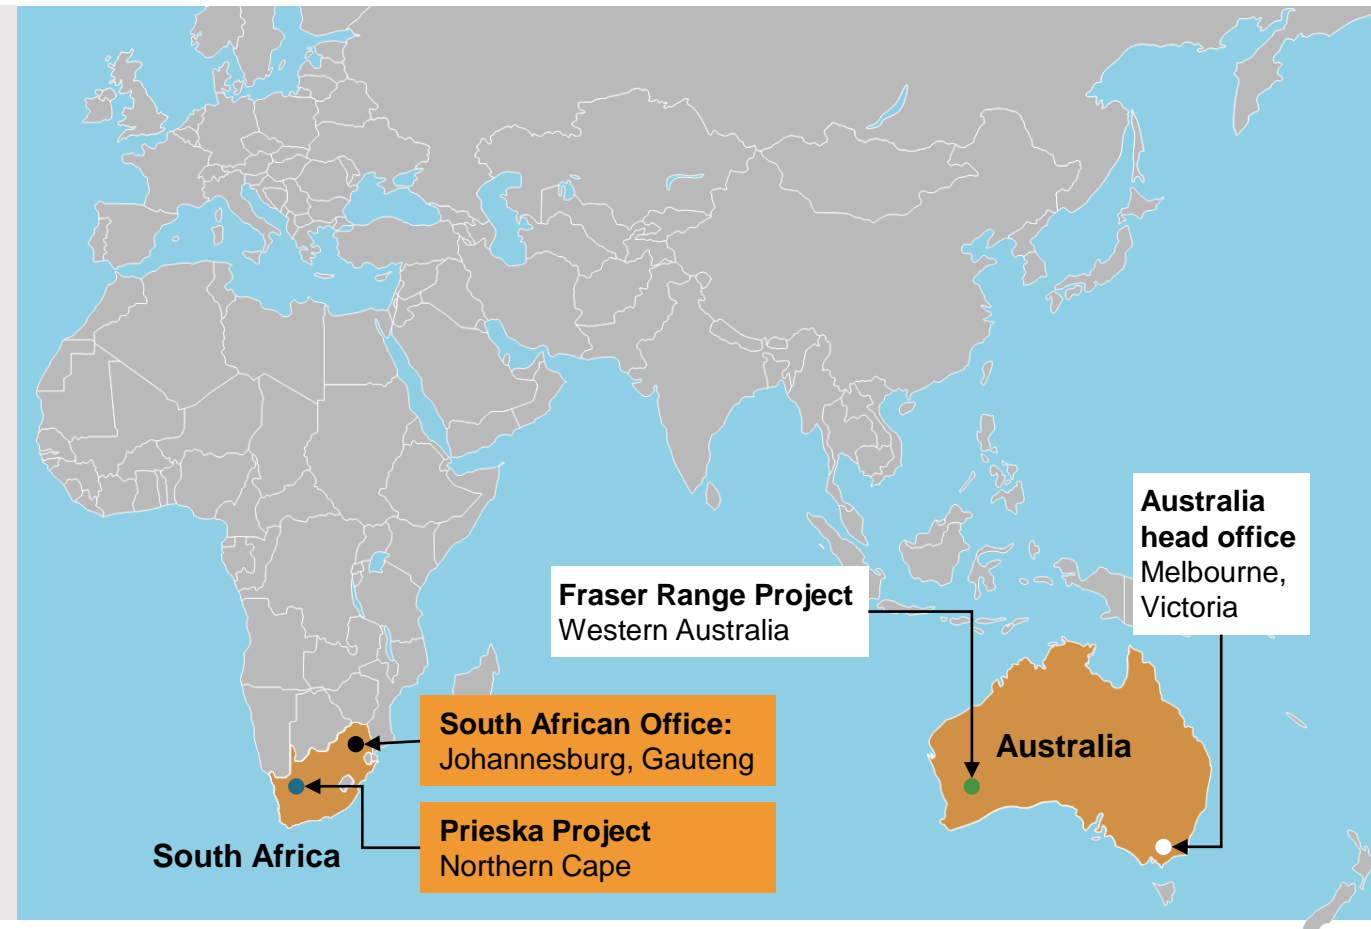 Australia
head office
Melbourne,
Victoria
Fraser Range Project
Western Australia
South African Office:
Johannesburg, Gauteng
Australia
Prieska Project
Northern Cape
South Africa